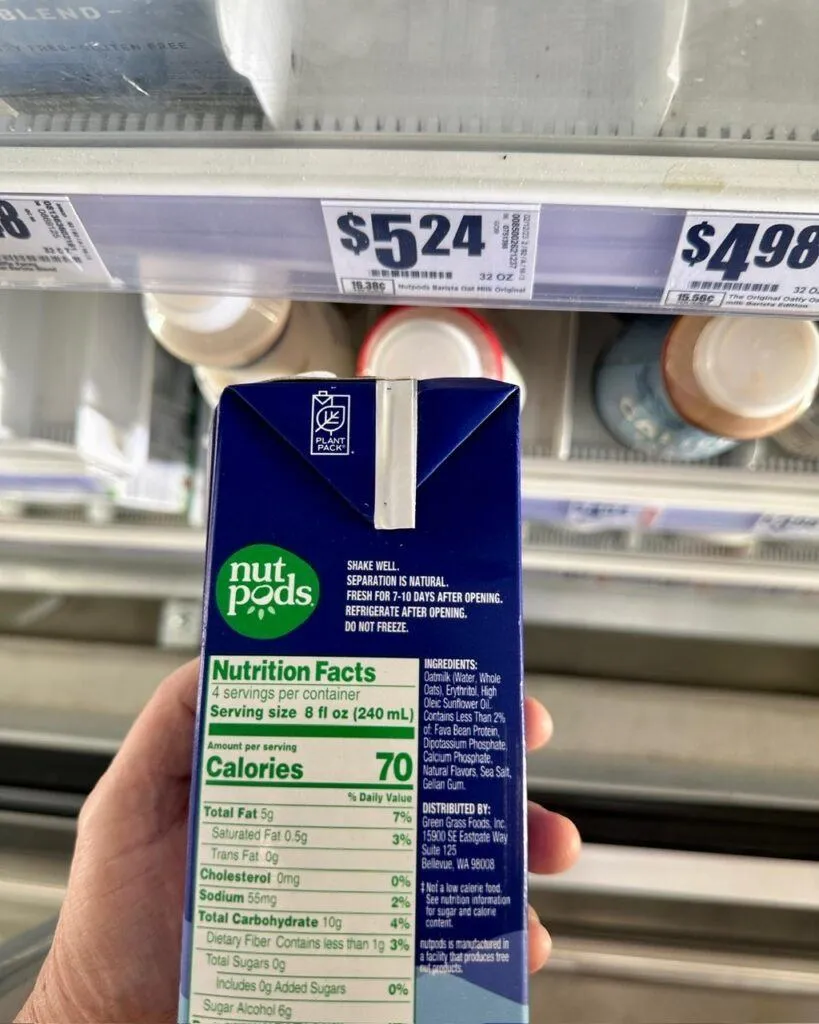 BLEND
FREE
$5.24
32 OZ
16.38¢
Nutpods Barista Oat Milk Original
$4.98
32 O
15.56¢
The Original Oatly O
milk Barista Edition
PLANT
PACK
nut
pods.
SHAKE WELL.
SEPARATION IS NATURAL.
FRESH FOR 7-10 DAYS AFTER OPENING.
REFRIGERATE AFTER OPENING.
DO NOT FREEZE.
Nutrition Facts
4 servings per container
Serving size 8 fl oz (240 mL)
Amount per serving
Calories 70
% Daily Value
Total Fat 5g 7%
Saturated Fat 0.5g 3%
Trans Fat 0g
Cholesterol 0mg 0%
Sodium 55mg 2%
Total Carbohydrate 10g 4%
Dietary Fiber Contains less than 1g 3%
Total Sugars 0g
Includes 0g Added Sugars 0%
Sugar Alcohol 6g
INGREDIENTS:
Oatmilk (Water, Whole
Oats), Erythritol, High
Oleic Sunflower Oil.
Contains Less Than 2%
of: Fava Bean Protein,
Dipotassium Phosphate,
Calcium Phosphate,
Natural Flavors, Sea Salt,
Gellan Gum.
DISTRIBUTED BY:
Green Grass Foods, Inc.
15900 SE Eastgate Way
Suite 125
Bellevue, WA 98008
‡Not a low calorie food.
See nutrition information
for sugar and calorie
content.
nutpods is manufactured in
a facility that produces tree
nut products.